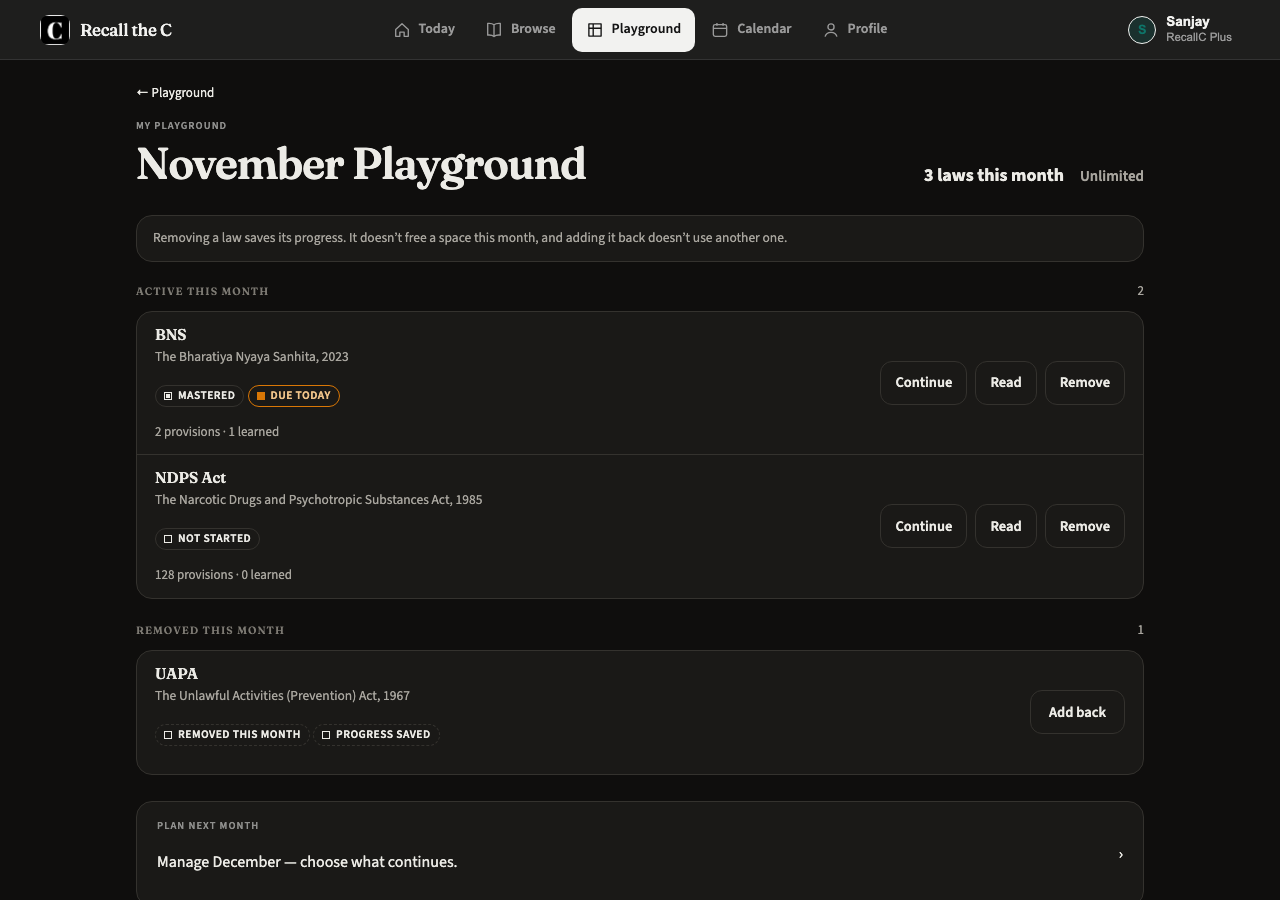 C Recall the C
Today Browse Playground Calendar Profile
S Sanjay
RecallC Plus
← Playground
MY PLAYGROUND
November Playground
3 laws this month Unlimited
Removing a law saves its progress. It doesn’t free a space this month, and adding it back doesn’t use another one.
ACTIVE THIS MONTH 2
BNS
The Bharatiya Nyaya Sanhita, 2023
MASTERED DUE TODAY
2 provisions · 1 learned
Continue Read Remove
NDPS Act
The Narcotic Drugs and Psychotropic Substances Act, 1985
NOT STARTED
128 provisions · 0 learned
Continue Read Remove
REMOVED THIS MONTH 1
UAPA
The Unlawful Activities (Prevention) Act, 1967
REMOVED THIS MONTH PROGRESS SAVED
Add back
PLAN NEXT MONTH
Manage December — choose what continues. ›